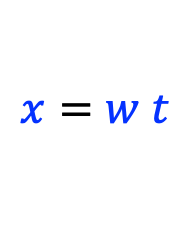 x = w t